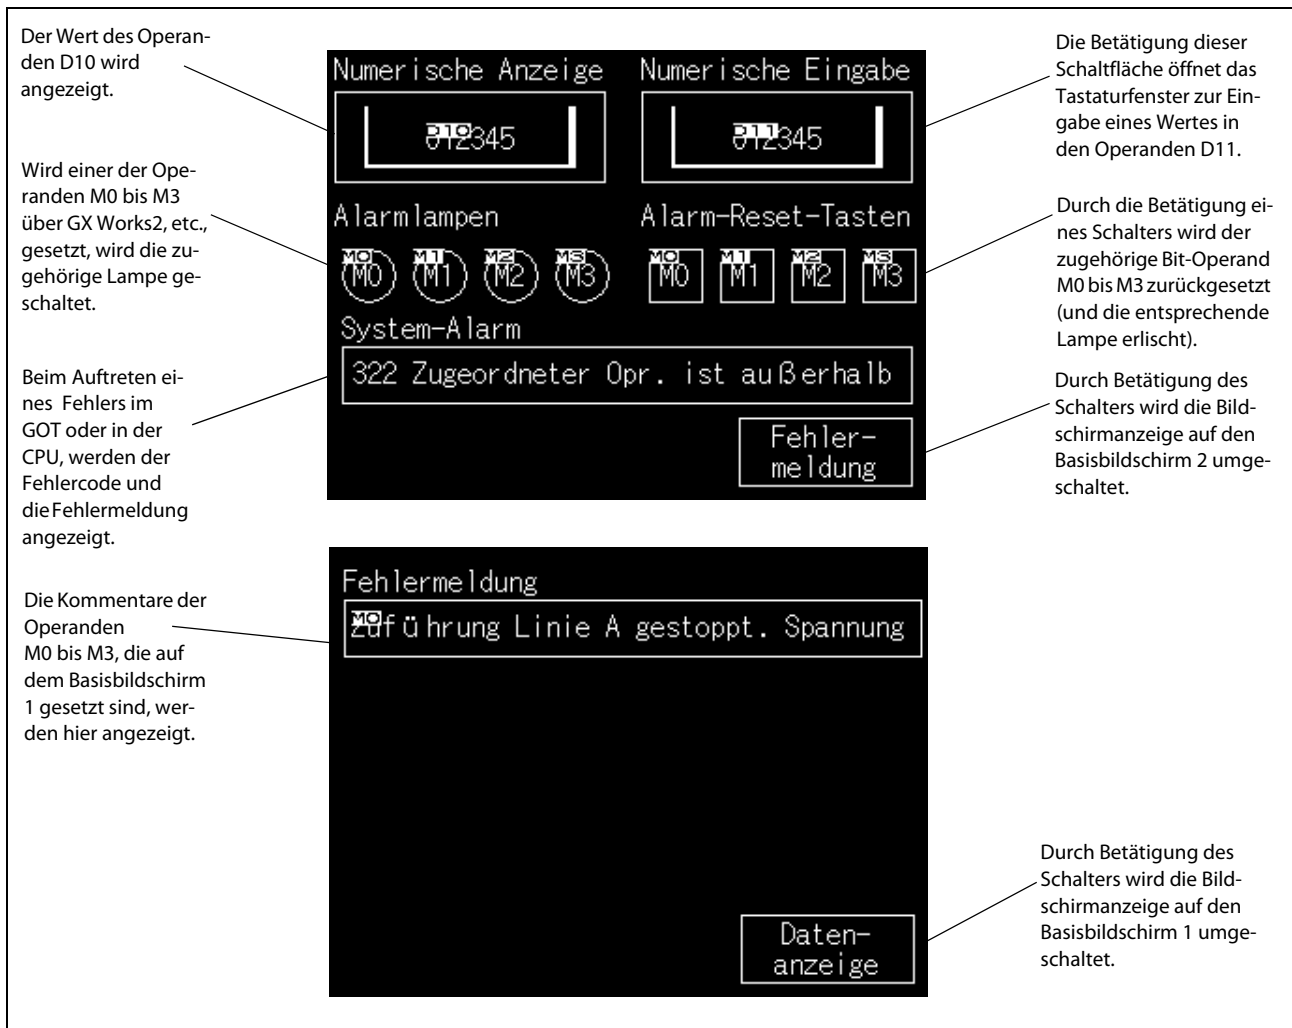 Der Wert des Operan-
den D10 wird
angezeigt.
Wird einer der Ope-
randen M0 bis M3
über GX Works2, etc.,
gesetzt, wird die zu-
gehörige Lampe ge-
schaltet.
Beim Auftreten ei-
nes Fehlers im
GOT oder in der
CPU, werden der
Fehlercode und
die Fehlermeldung
angezeigt.
Numerische Anzeige
D10
012345
Numerische Eingabe
D11
012345
Alarmlampen
M0 M1 M2 M3
M0 M1 M2 M3
Alarm-Reset-Tasten
M0 M1 M2 M3
M0 M1 M2 M3
System-Alarm
322 Zugeordneter Opr. ist außerhalb
Fehler-
meldung
Die Betätigung dieser
Schaltfläche öffnet das
Tastaturfenster zur Ein-
gabe eines Wertes in
den Operanden D11.
Durch die Betätigung ei-
nes Schalters wird der
zugehörige Bit-Operand
M0 bis M3 zurückgesetzt
(und die entsprechende
Lampe erlischt).
Durch Betätigung des
Schalters wird die Bild-
schirmanzeige auf den
Basisbildschirm 2 umge-
schaltet.
Die Kommentare der
Operanden
M0 bis M3, die auf
dem Basisbildschirm
1 gesetzt sind, wer-
den hier angezeigt.
Fehlermeldung
M0
Zuführung Linie A gestoppt. Spannung
Daten-
anzeige
Durch Betätigung des
Schalters wird die Bild-
schirmanzeige auf den
Basisbildschirm 1 umge-
schaltet.